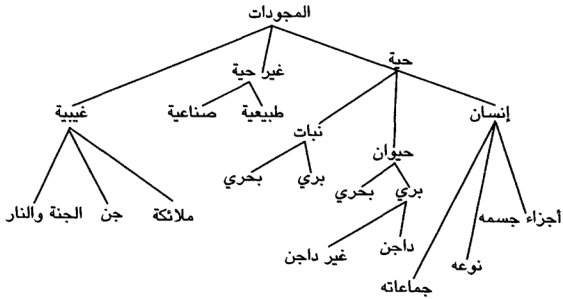 المجودات
حية
غير حية
إنسان
طبيعية
صناعية
غيبية
نبات
حيوان
بري
بحري
بري
بحري
أجزاء جسمه
ملائكة
جن
الجنة والنار
داجن
غير داجن
نوعه
جماعاته